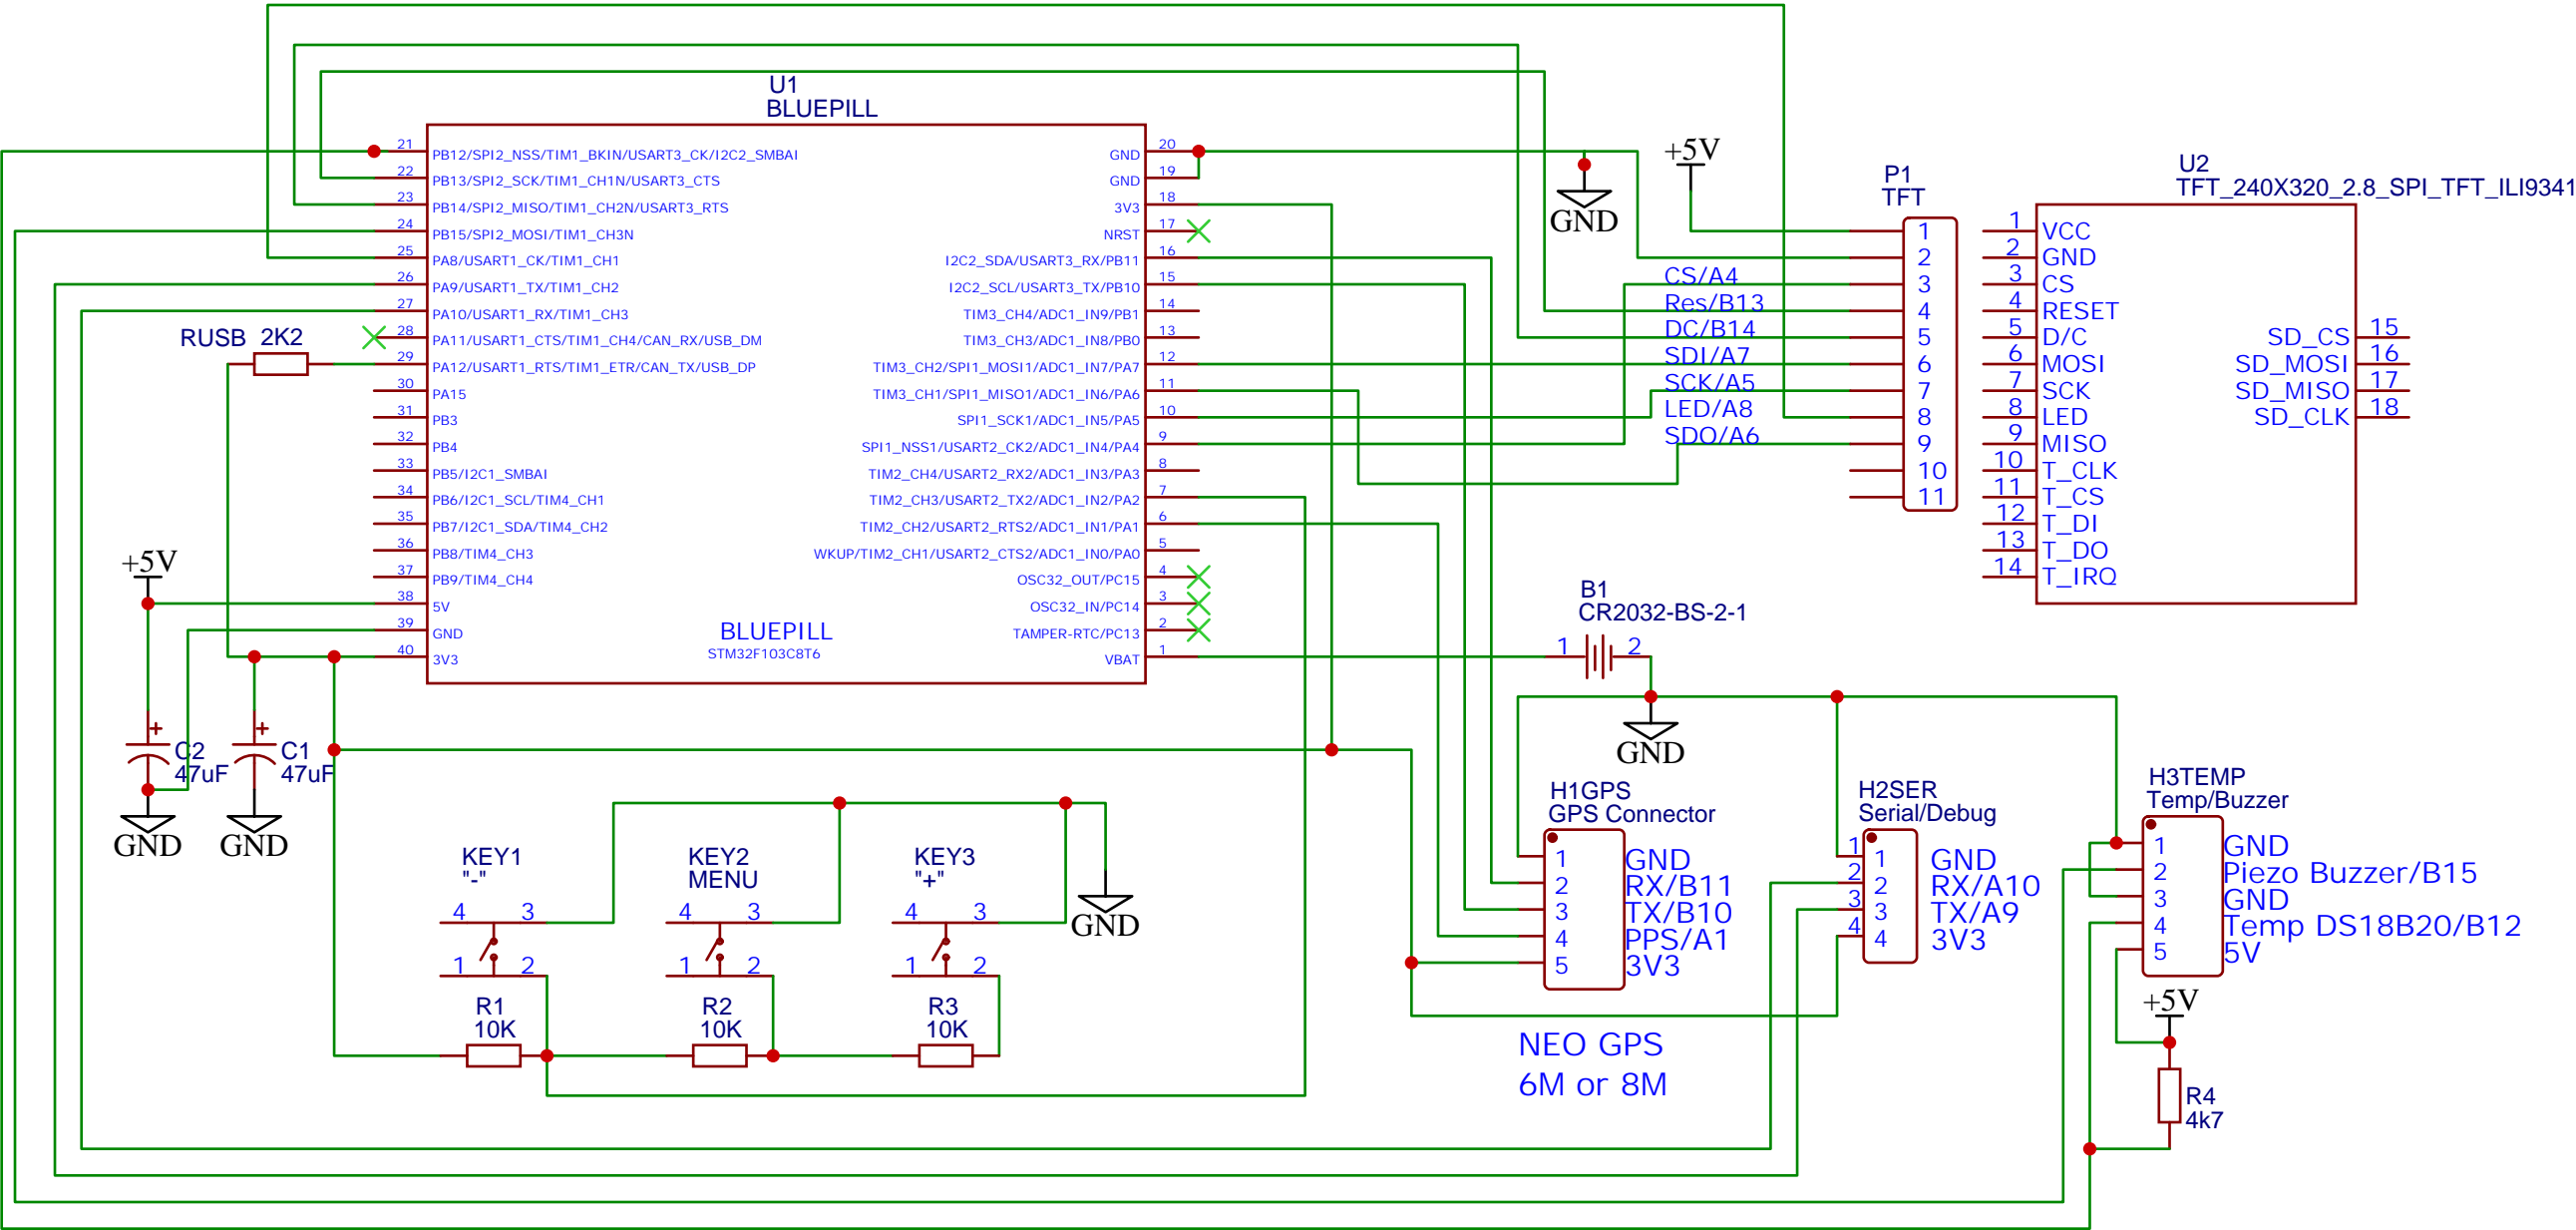 U1
BLUEPILL
21
PB12/SPI2_NSS/TIM1_BKIN/USART3_CK/I2C2_SMBAI
22
PB13/SPI2_SCK/TIM1_CH1N/USART3_CTS
23
PB14/SPI2_MISO/TIM1_CH2N/USART3_RTS
24
PB15/SPI2_MOSI/TIM1_CH3N
25
PA8/USART1_CK/TIM1_CH1
26
PA9/USART1_TX/TIM1_CH2
27
PA10/USART1_RX/TIM1_CH3
28
PA11/USART1_CTS/TIM1_CH4/CAN_RX/USB_DM
29
PA12/USART1_RTS/TIM1_ETR/CAN_TX/USB_DP
30
PA15
31
PB3
32
PB4
33
PB5/I2C1_SMBAI
34
PB6/I2C1_SCL/TIM4_CH1
35
PB7/I2C1_SDA/TIM4_CH2
36
PB8/TIM4_CH3
37
PB9/TIM4_CH4
38
5V
39
GND
40
3V3
20
GND
19
GND
18
3V3
17
NRST
16
I2C2_SDA/USART3_RX/PB11
15
I2C2_SCL/USART3_TX/PB10
14
TIM3_CH4/ADC1_IN9/PB1
13
TIM3_CH3/ADC1_IN8/PB0
12
TIM3_CH2/SPI1_MOSI1/ADC1_IN7/PA7
11
TIM3_CH1/SPI1_MISO1/ADC1_IN6/PA6
10
SPI1_SCK1/ADC1_IN5/PA5
9
SPI1_NSS1/USART2_CK2/ADC1_IN4/PA4
8
TIM2_CH4/USART2_RX2/ADC1_IN3/PA3
7
TIM2_CH3/USART2_TX2/ADC1_IN2/PA2
6
TIM2_CH2/USART2_RTS2/ADC1_IN1/PA1
5
WKUP/TIM2_CH1/USART2_CTS2/ADC1_IN0/PA0
4
OSC32_OUT/PC15
3
OSC32_IN/PC14
2
TAMPER-RTC/PC13
1
VBAT
BLUEPILL
STM32F103C8T6
RUSB 2K2
+5V
C2
47uF
C1
47uF
GND
GND
GND
+5V
P1
TFT
1
2
3
4
5
6
7
8
9
10
11
CS/A4
Res/B13
DC/B14
SDI/A7
SCK/A5
LED/A8
SDO/A6
U2
TFT_240X320_2.8_SPI_TFT_ILI9341
1 VCC
2 GND
3 CS
4 RESET
5 D/C
6 MOSI
7 SCK
8 LED
9 MISO
10 T_CLK
11 T_CS
12 T_DI
13 T_DO
14 T_IRQ
SD_CS 15
SD_MOSI 16
SD_MISO 17
SD_CLK 18
B1
CR2032-BS-2-1
1 2
GND
KEY1
"-"
4 3
1 2
R1
10K
KEY2
MENU
4 3
1 2
R2
10K
KEY3
"+"
4 3
1 2
R3
10K
GND
H1GPS
GPS Connector
1 GND
2 RX/B11
3 TX/B10
4 PPS/A1
5 3V3
NEO GPS
6M or 8M
H2SER
Serial/Debug
1 1 GND
2 2 RX/A10
3 3 TX/A9
4 4 3V3
H3TEMP
Temp/Buzzer
1 GND
2 Piezo Buzzer/B15
3 GND
4 Temp DS18B20/B12
5 5V
+5V
R4
4k7